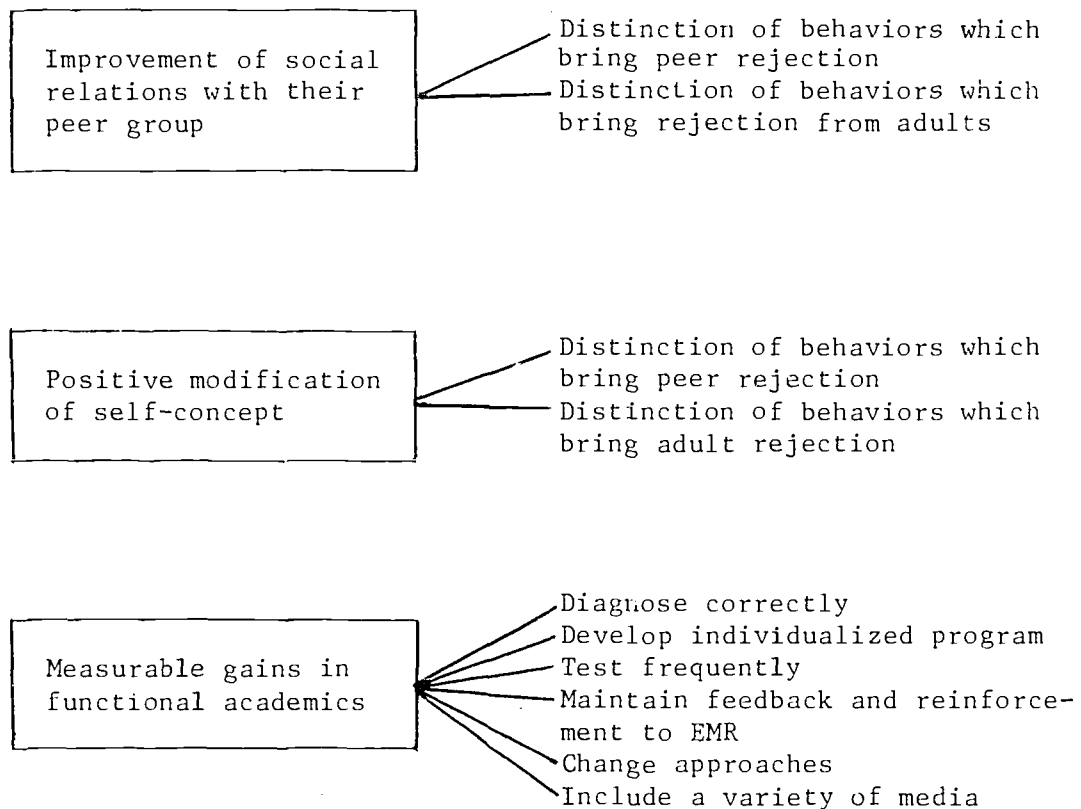 Improvement of social
relations with their
peer group
Distinction of behaviors which
bring peer rejection
Distinction of behaviors which
bring rejection from adults
Positive modification
of self-concept
Distinction of behaviors which
bring peer rejection
Distinction of behaviors which
bring adult rejection
Measurable gains in
functional academics
Diagnose correctly
Develop individualized program
Test frequently
Maintain feedback and reinforce-
ment to EMR
Change approaches
Include a variety of media